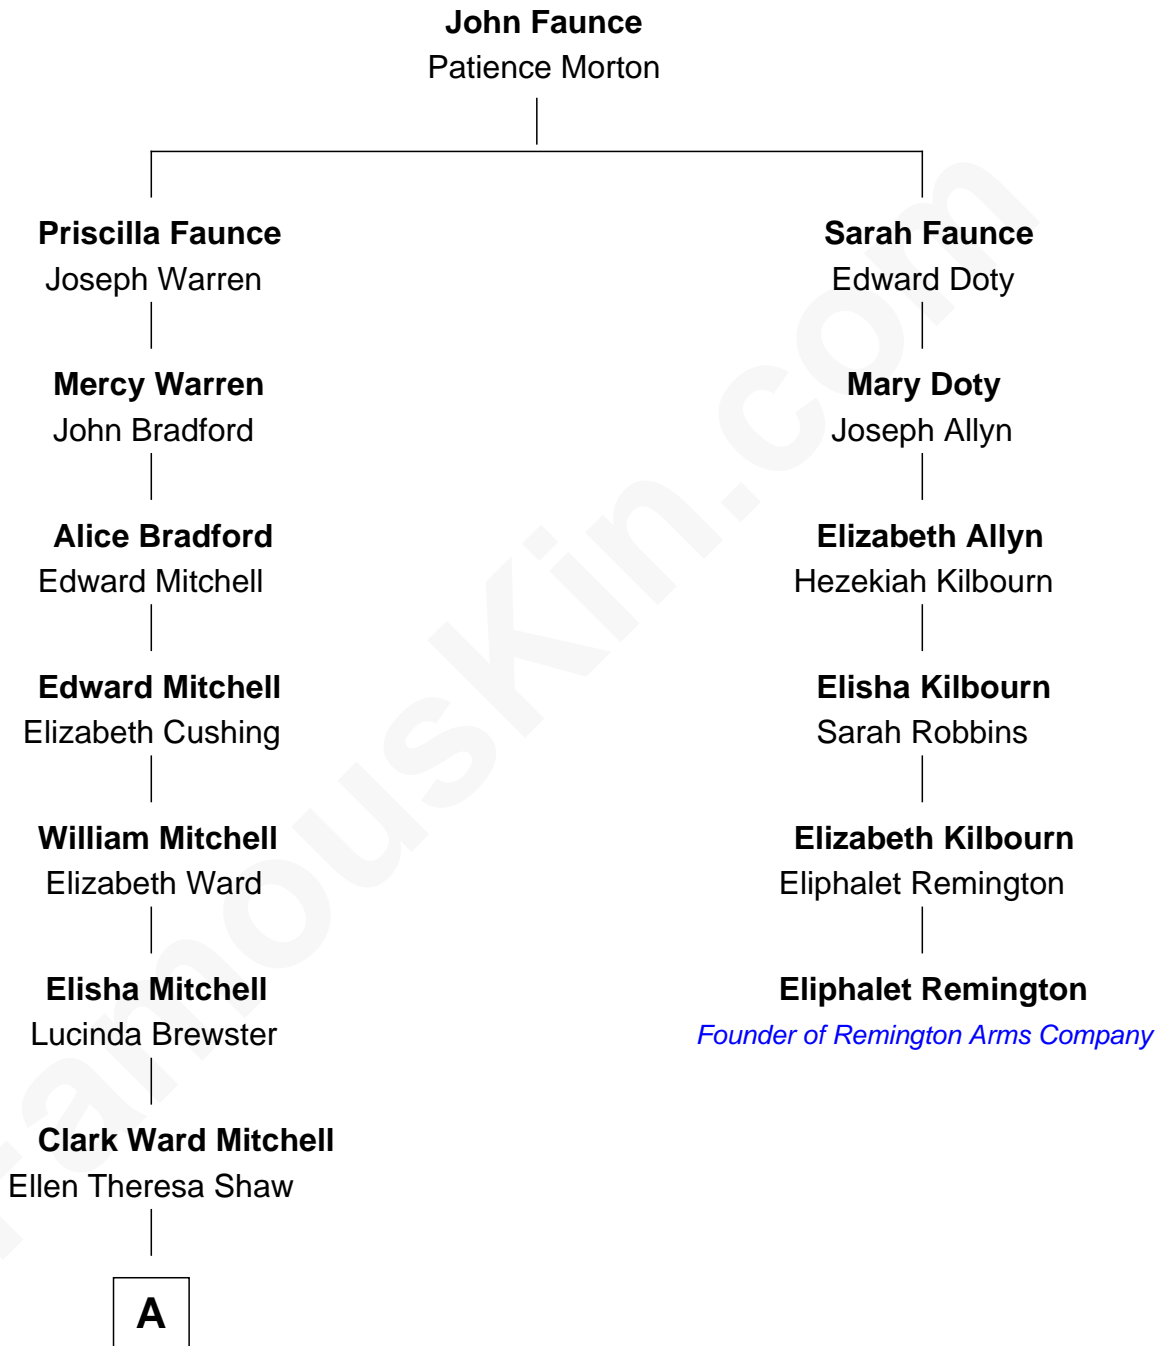 John Faunce
Patience Morton
Priscilla Faunce
Joseph Warren
Sarah Faunce
Edward Doty
Mercy Warren
John Bradford
Mary Doty
Joseph Allyn
Alice Bradford
Edward Mitchell
Elizabeth Allyn
Hezekiah Kilbourn
Edward Mitchell
Elizabeth Cushing
Elisha Kilbourn
Sarah Robbins
William Mitchell
Elizabeth Ward
Elizabeth Kilbourn
Eliphalet Remington
Elisha Mitchell
Lucinda Brewster
Eliphalet Remington
Founder of Remington Arms Company
Clark Ward Mitchell
Ellen Theresa Shaw
A
FamousKin.com